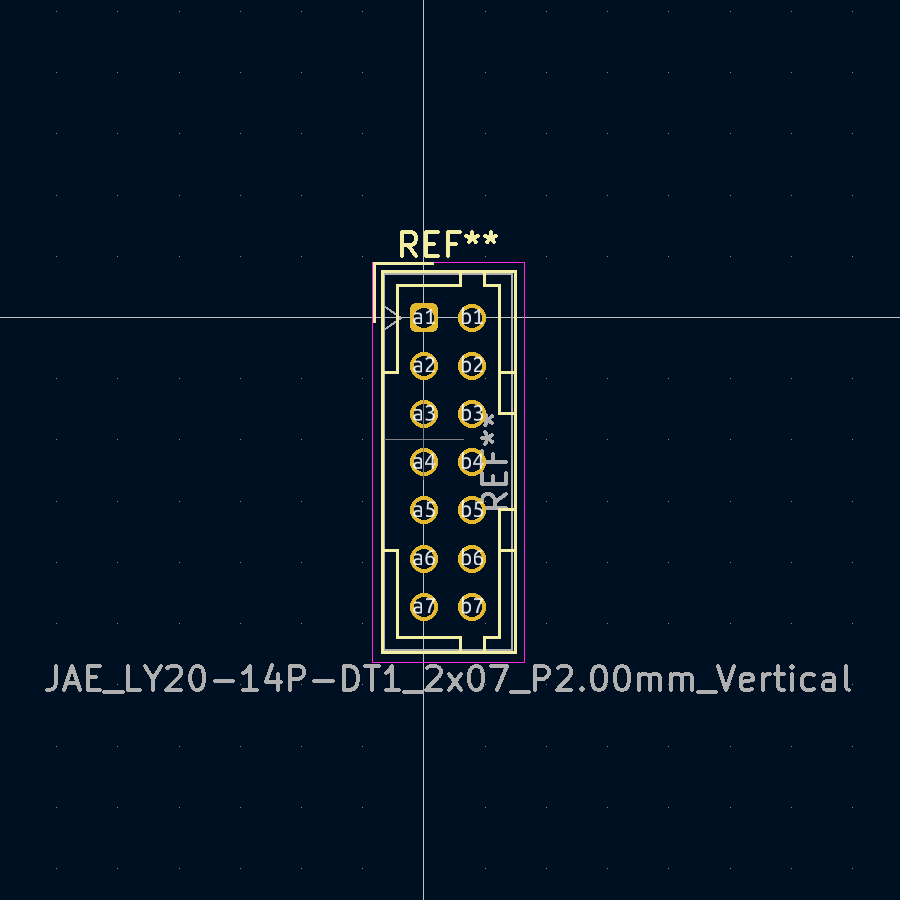 REF**
a1 b1
a2 b2
a3 b3
a4 b4
a5 b5
a6 b6
a7 b7
REF**
JAE_LY20-14P-DT1_2x07_P2.00mm_Vertical